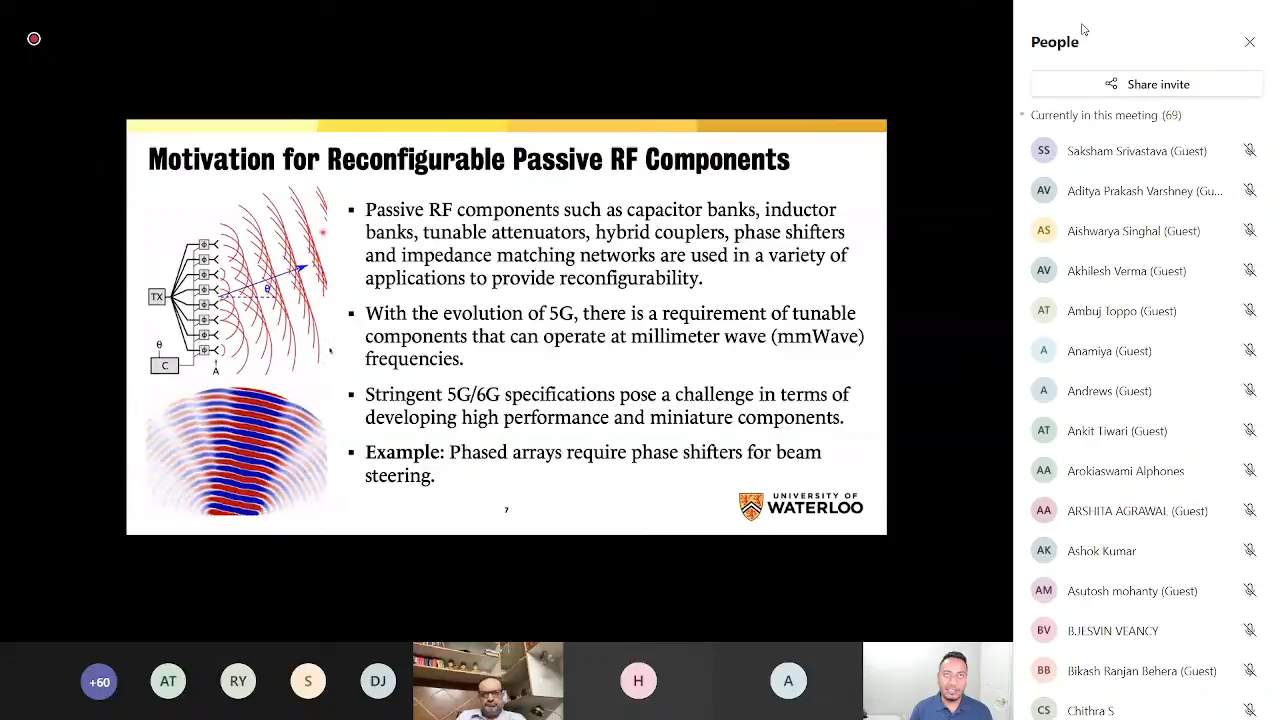 People
Share invite
Currently in this meeting (69)
SS Saksham Srivastava (Guest)
AV Aditya Prakash Varshney (Gu...
AS Aishwarya Singhal (Guest)
AV Akhilesh Verma (Guest)
AT Ambuj Toppo (Guest)
A Anamiya (Guest)
A Andrews (Guest)
AT Ankit Tiwari (Guest)
AA Arokiaswami Alphones
AA ARSHITA AGRAWAL (Guest)
AK Ashok Kumar
AM Asutosh mohanty (Guest)
BV BJESVIN VEANCY
BB Bikash Ranjan Behera (Guest)
CS Chithra S
Motivation for Reconfigurable Passive RF Components
▪ Passive RF components such as capacitor banks, inductor
banks, tunable attenuators, hybrid couplers, phase shifters
and impedance matching networks are used in a variety of
applications to provide reconfigurability.
▪ With the evolution of 5G, there is a requirement of tunable
components that can operate at millimeter wave (mmWave)
frequencies.
▪ Stringent 5G/6G specifications pose a challenge in terms of
developing high performance and miniature components.
▪ Example: Phased arrays require phase shifters for beam
steering.
TX
θ
θ
C
A
Φ
Φ
Φ
Φ
Φ
Φ
Φ
Φ
7
UNIVERSITY OF
WATERLOO
+60 AT RY S DJ H A